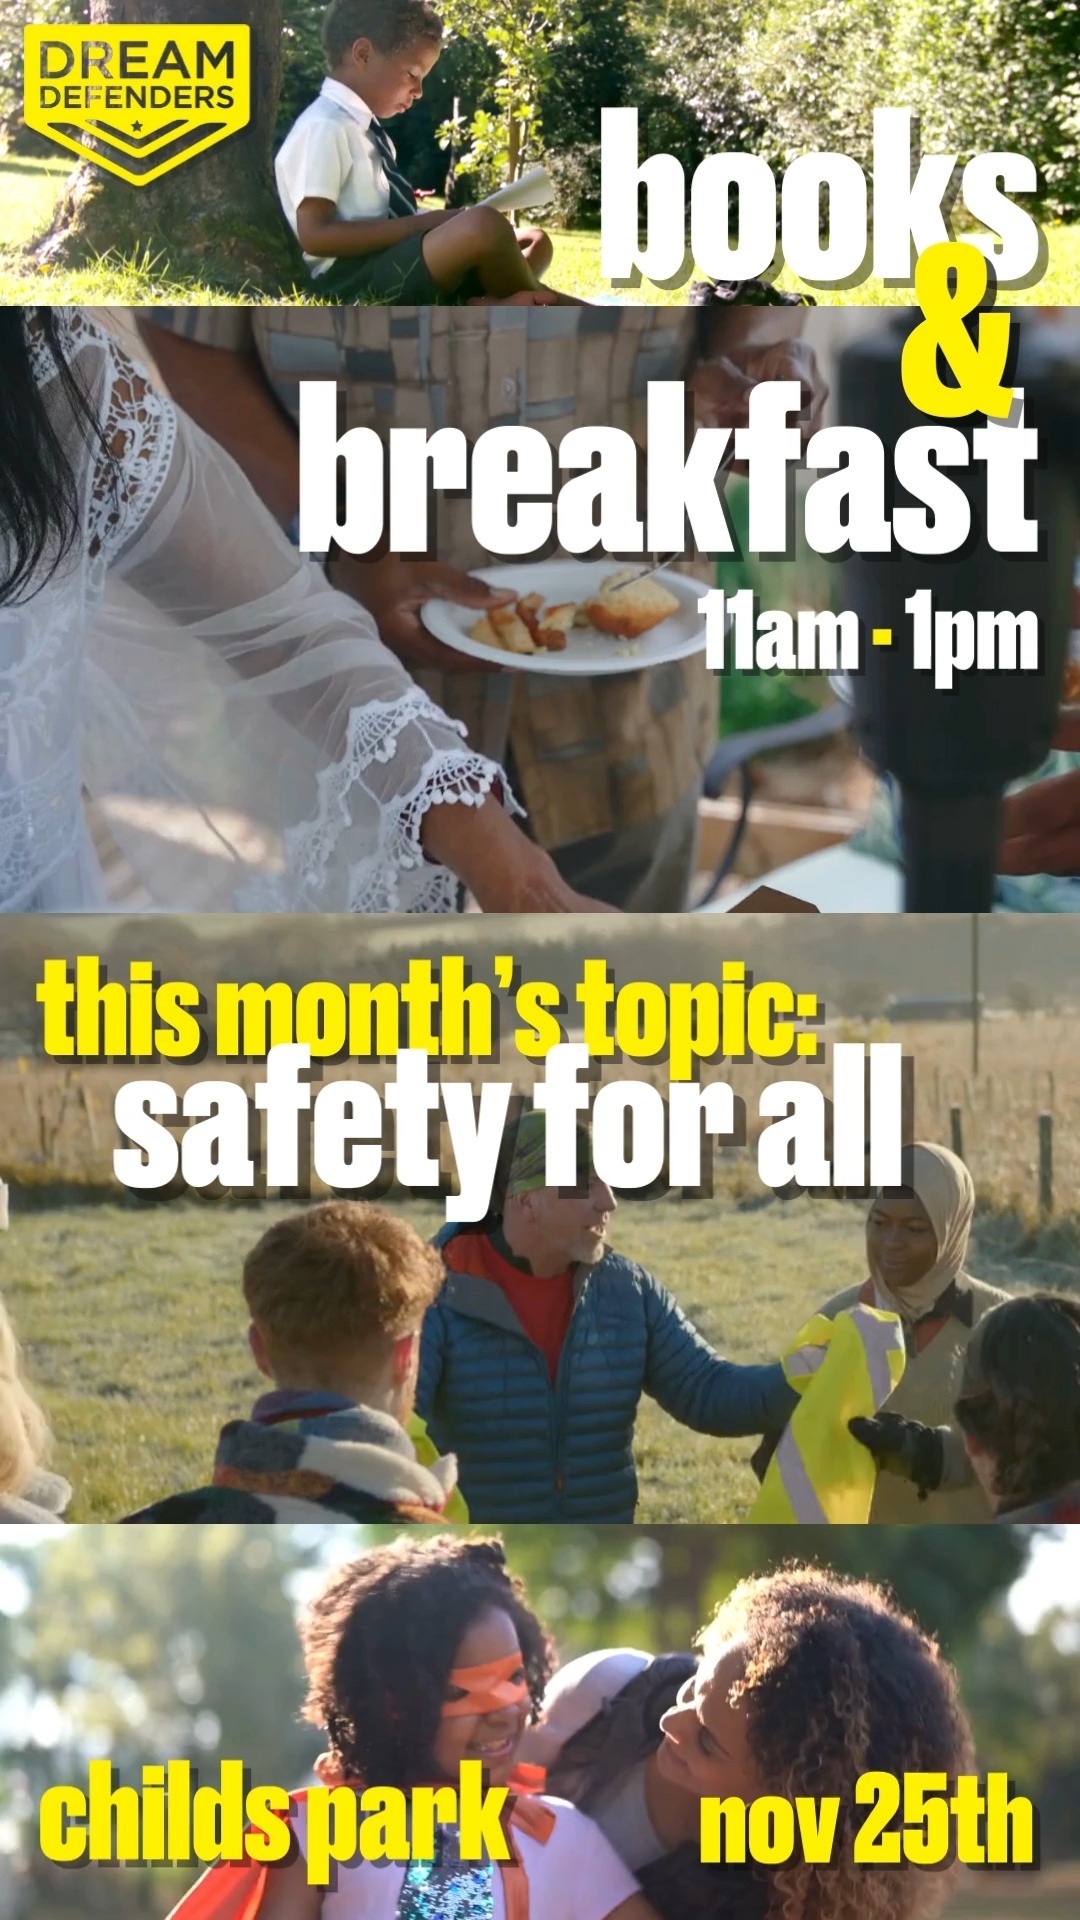 DREAM
DEFENDERS
books
&
breakfast
11am - 1pm
this month's topic:
safety for all
childs park
nov 25th